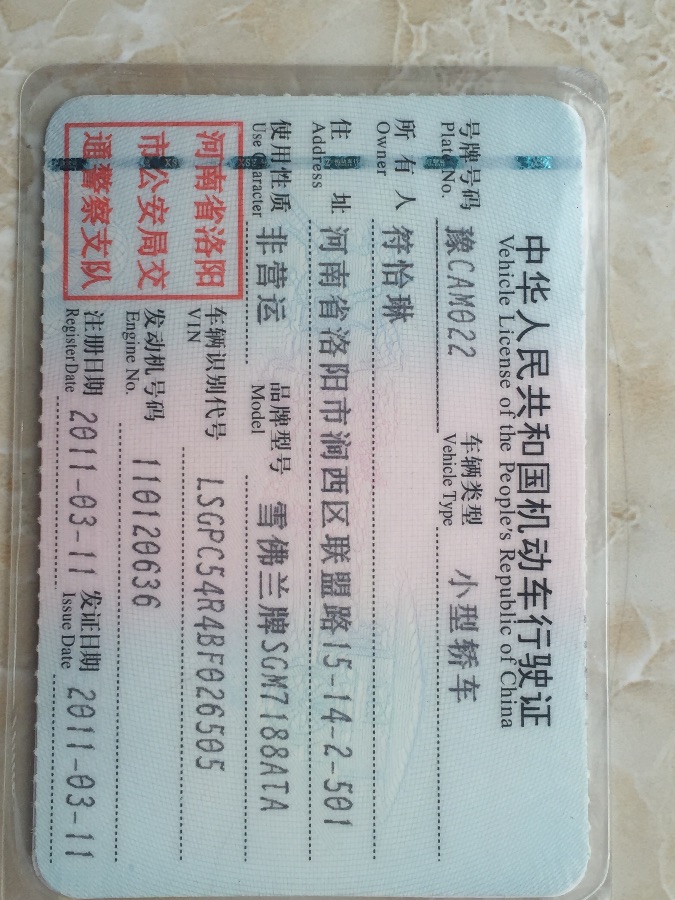 中华人民共和国机动车行驶证
Vehicle License of the People's Republic of China
号牌号码 豫CAM022 车辆类型 小型轿车
Plate No. Vehicle Type
所有人 符怡琳
Owner
住址 河南省洛阳市涧西区联盟路15-14-2-501
Address
使用性质 非营运 品牌型号 雪佛兰牌SGM7188ATA
Use Character Model
河南省洛阳
市公安局交
通警察支队
车辆识别代号 LSGPC54R4BF026505
VIN
发动机号码 110120636
Engine No.
注册日期 2011-03-11 发证日期 2011-03-11
Register Date Issue Date